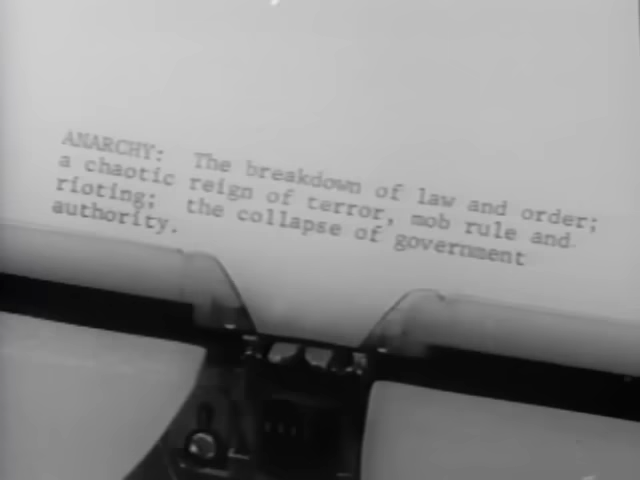 ANARCHY: The breakdown of law and order;
a chaotic reign of terror, mob rule and
rioting; the collapse of government
authority.